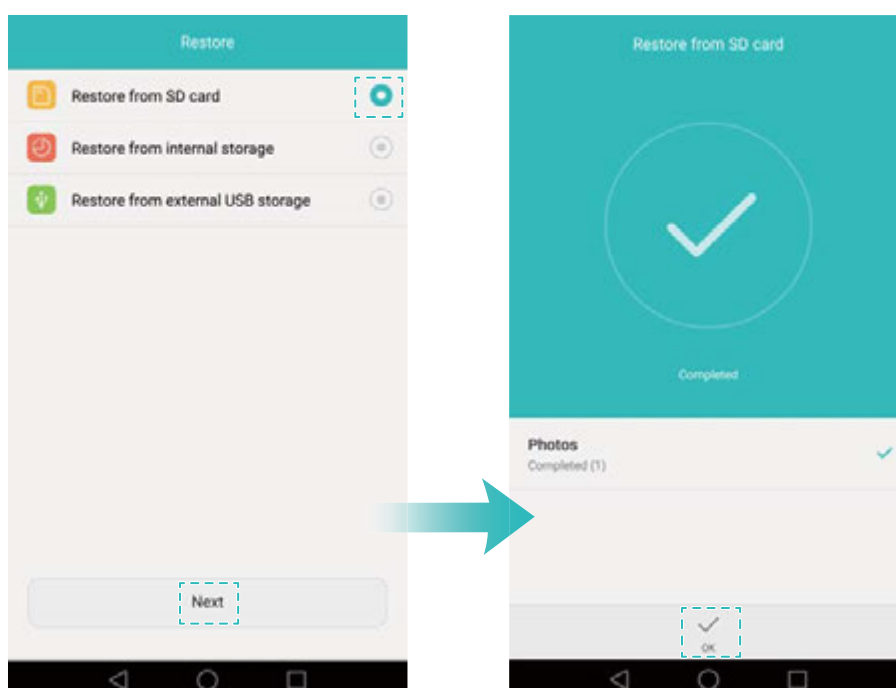 Restore
Restore from SD card
Restore from internal storage
Restore from external USB storage
Next
Restore from SD card
Completed
Photos
Completed (1)
OK